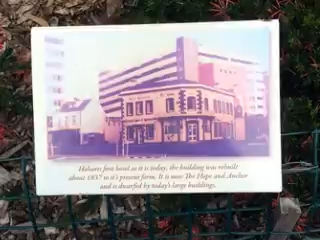 Hobarts first hotel as it is today, the building was rebuilt
about 1837 to it's present form. It is now The Hope and Anchor
and is dwarfed by today's large buildings.